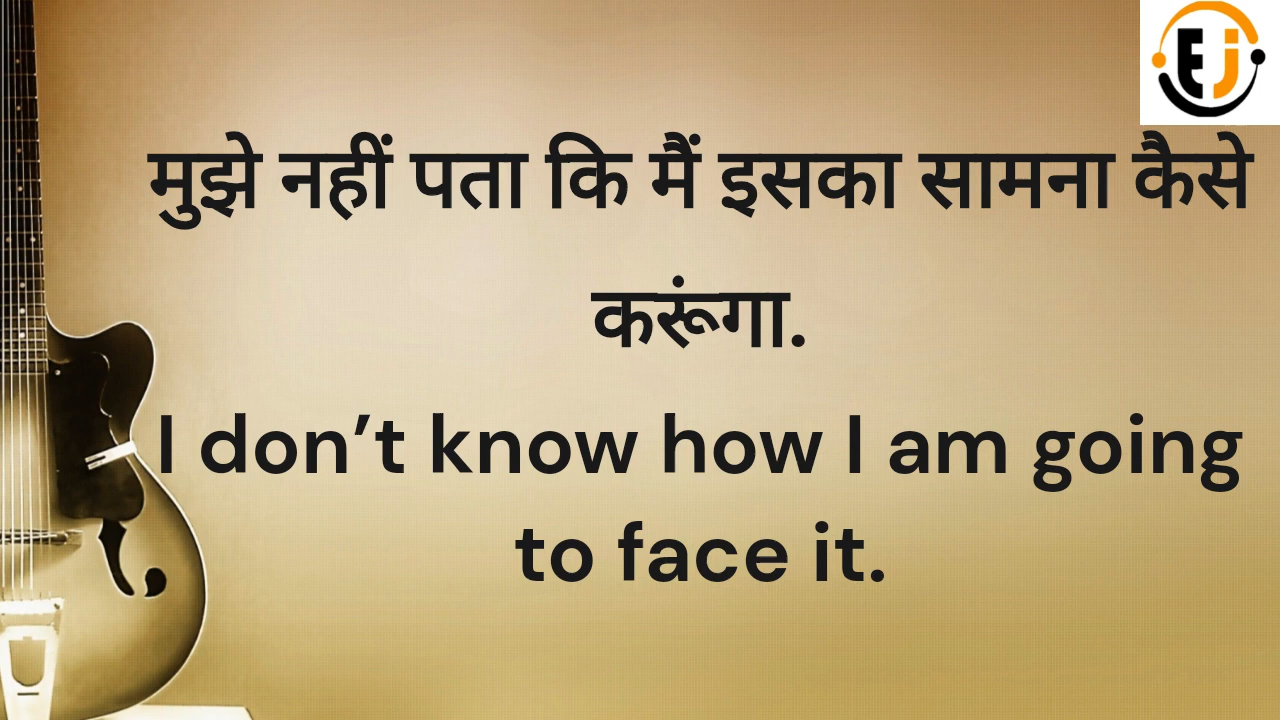 EJ
मुझे नहीं पता कि मैं इसका सामना कैसे
करूंगा.
I don’t know how I am going
to face it.